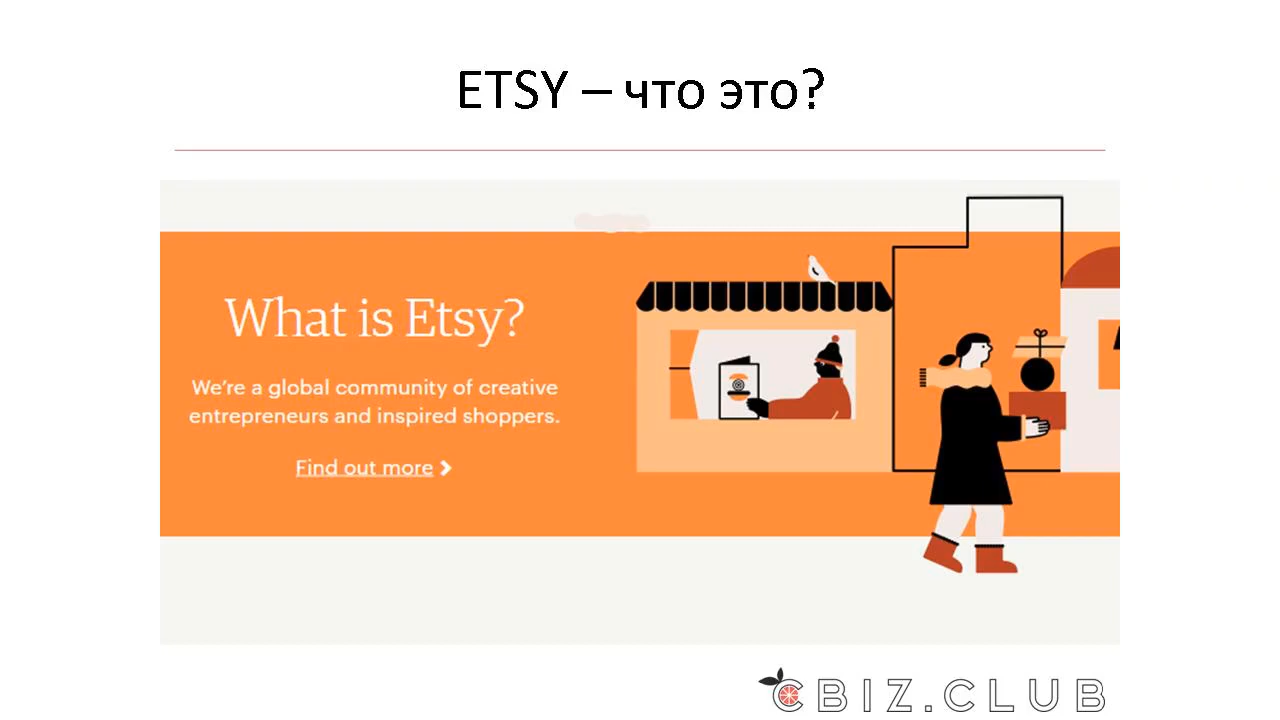 ETSY – что это?
What is Etsy?
We're a global community of creative
entrepreneurs and inspired shoppers.
Find out more
CBIZ.CLUB